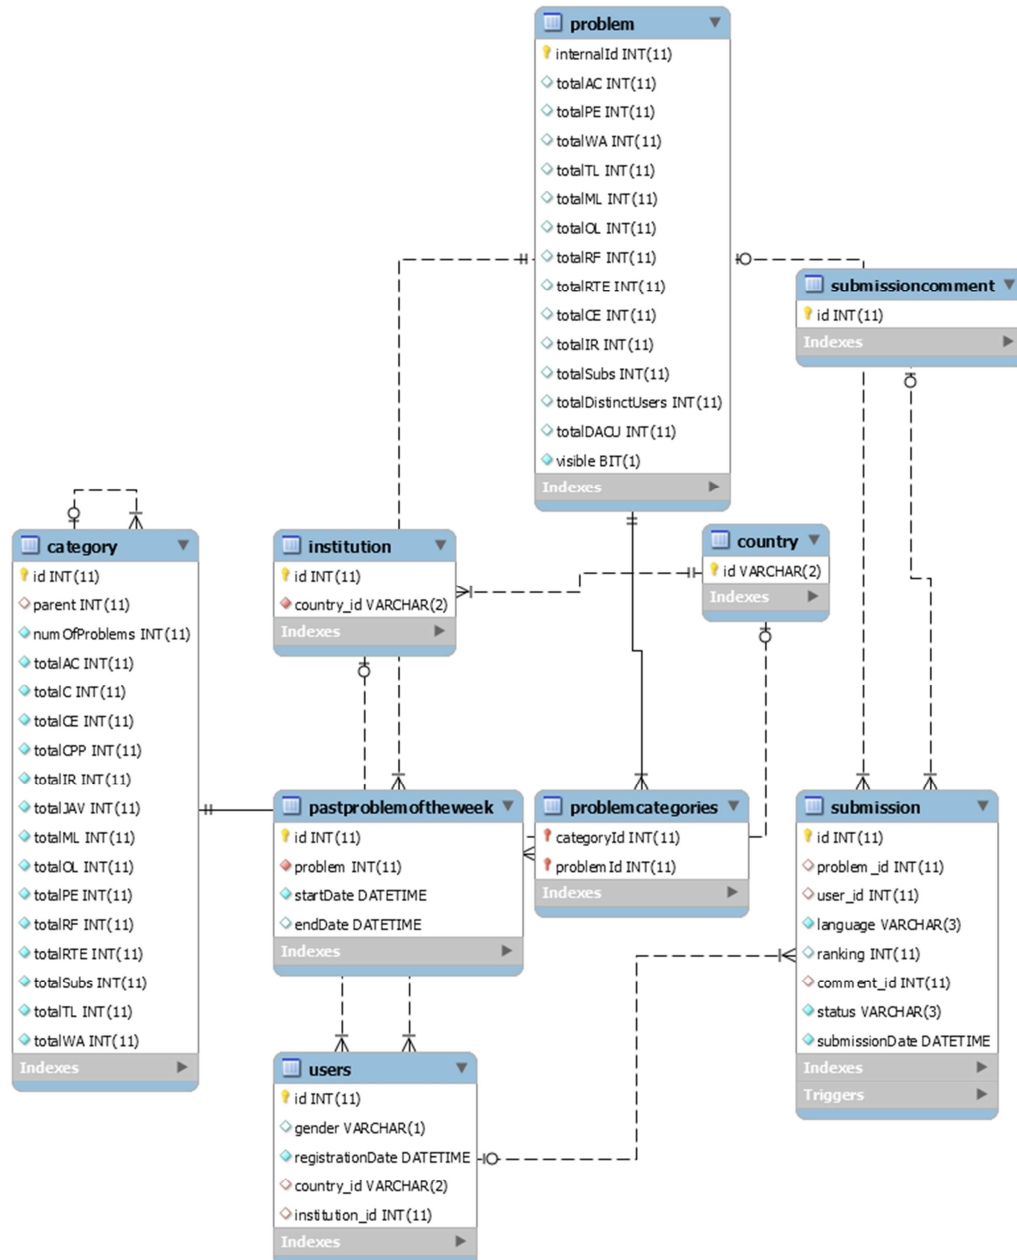 problem
internalId INT(11)
totalAC INT(11)
totalPE INT(11)
totalWA INT(11)
totalTL INT(11)
totalML INT(11)
totalOL INT(11)
totalRF INT(11)
totalRTE INT(11)
totalCE INT(11)
totalIR INT(11)
totalSubs INT(11)
totalDistinctUsers INT(11)
totalDACU INT(11)
visible BIT(1)
Indexes
submissioncomment
id INT(11)
Indexes
category
id INT(11)
parent INT(11)
numOfProblems INT(11)
totalAC INT(11)
totalC INT(11)
totalCE INT(11)
totalCPP INT(11)
totalIR INT(11)
totalJAV INT(11)
totalML INT(11)
totalOL INT(11)
totalPE INT(11)
totalRF INT(11)
totalRTE INT(11)
totalSubs INT(11)
totalTL INT(11)
totalWA INT(11)
Indexes
institution
id INT(11)
country_id VARCHAR(2)
Indexes
country
id VARCHAR(2)
Indexes
pastproblemoftheweek
id INT(11)
problem INT(11)
startDate DATETIME
endDate DATETIME
Indexes
problemcategories
categoryId INT(11)
problemId INT(11)
Indexes
submission
id INT(11)
problem_id INT(11)
user_id INT(11)
language VARCHAR(3)
ranking INT(11)
comment_id INT(11)
status VARCHAR(3)
submissionDate DATETIME
Indexes
Triggers
users
id INT(11)
gender VARCHAR(1)
registrationDate DATETIME
country_id VARCHAR(2)
institution_id INT(11)
Indexes